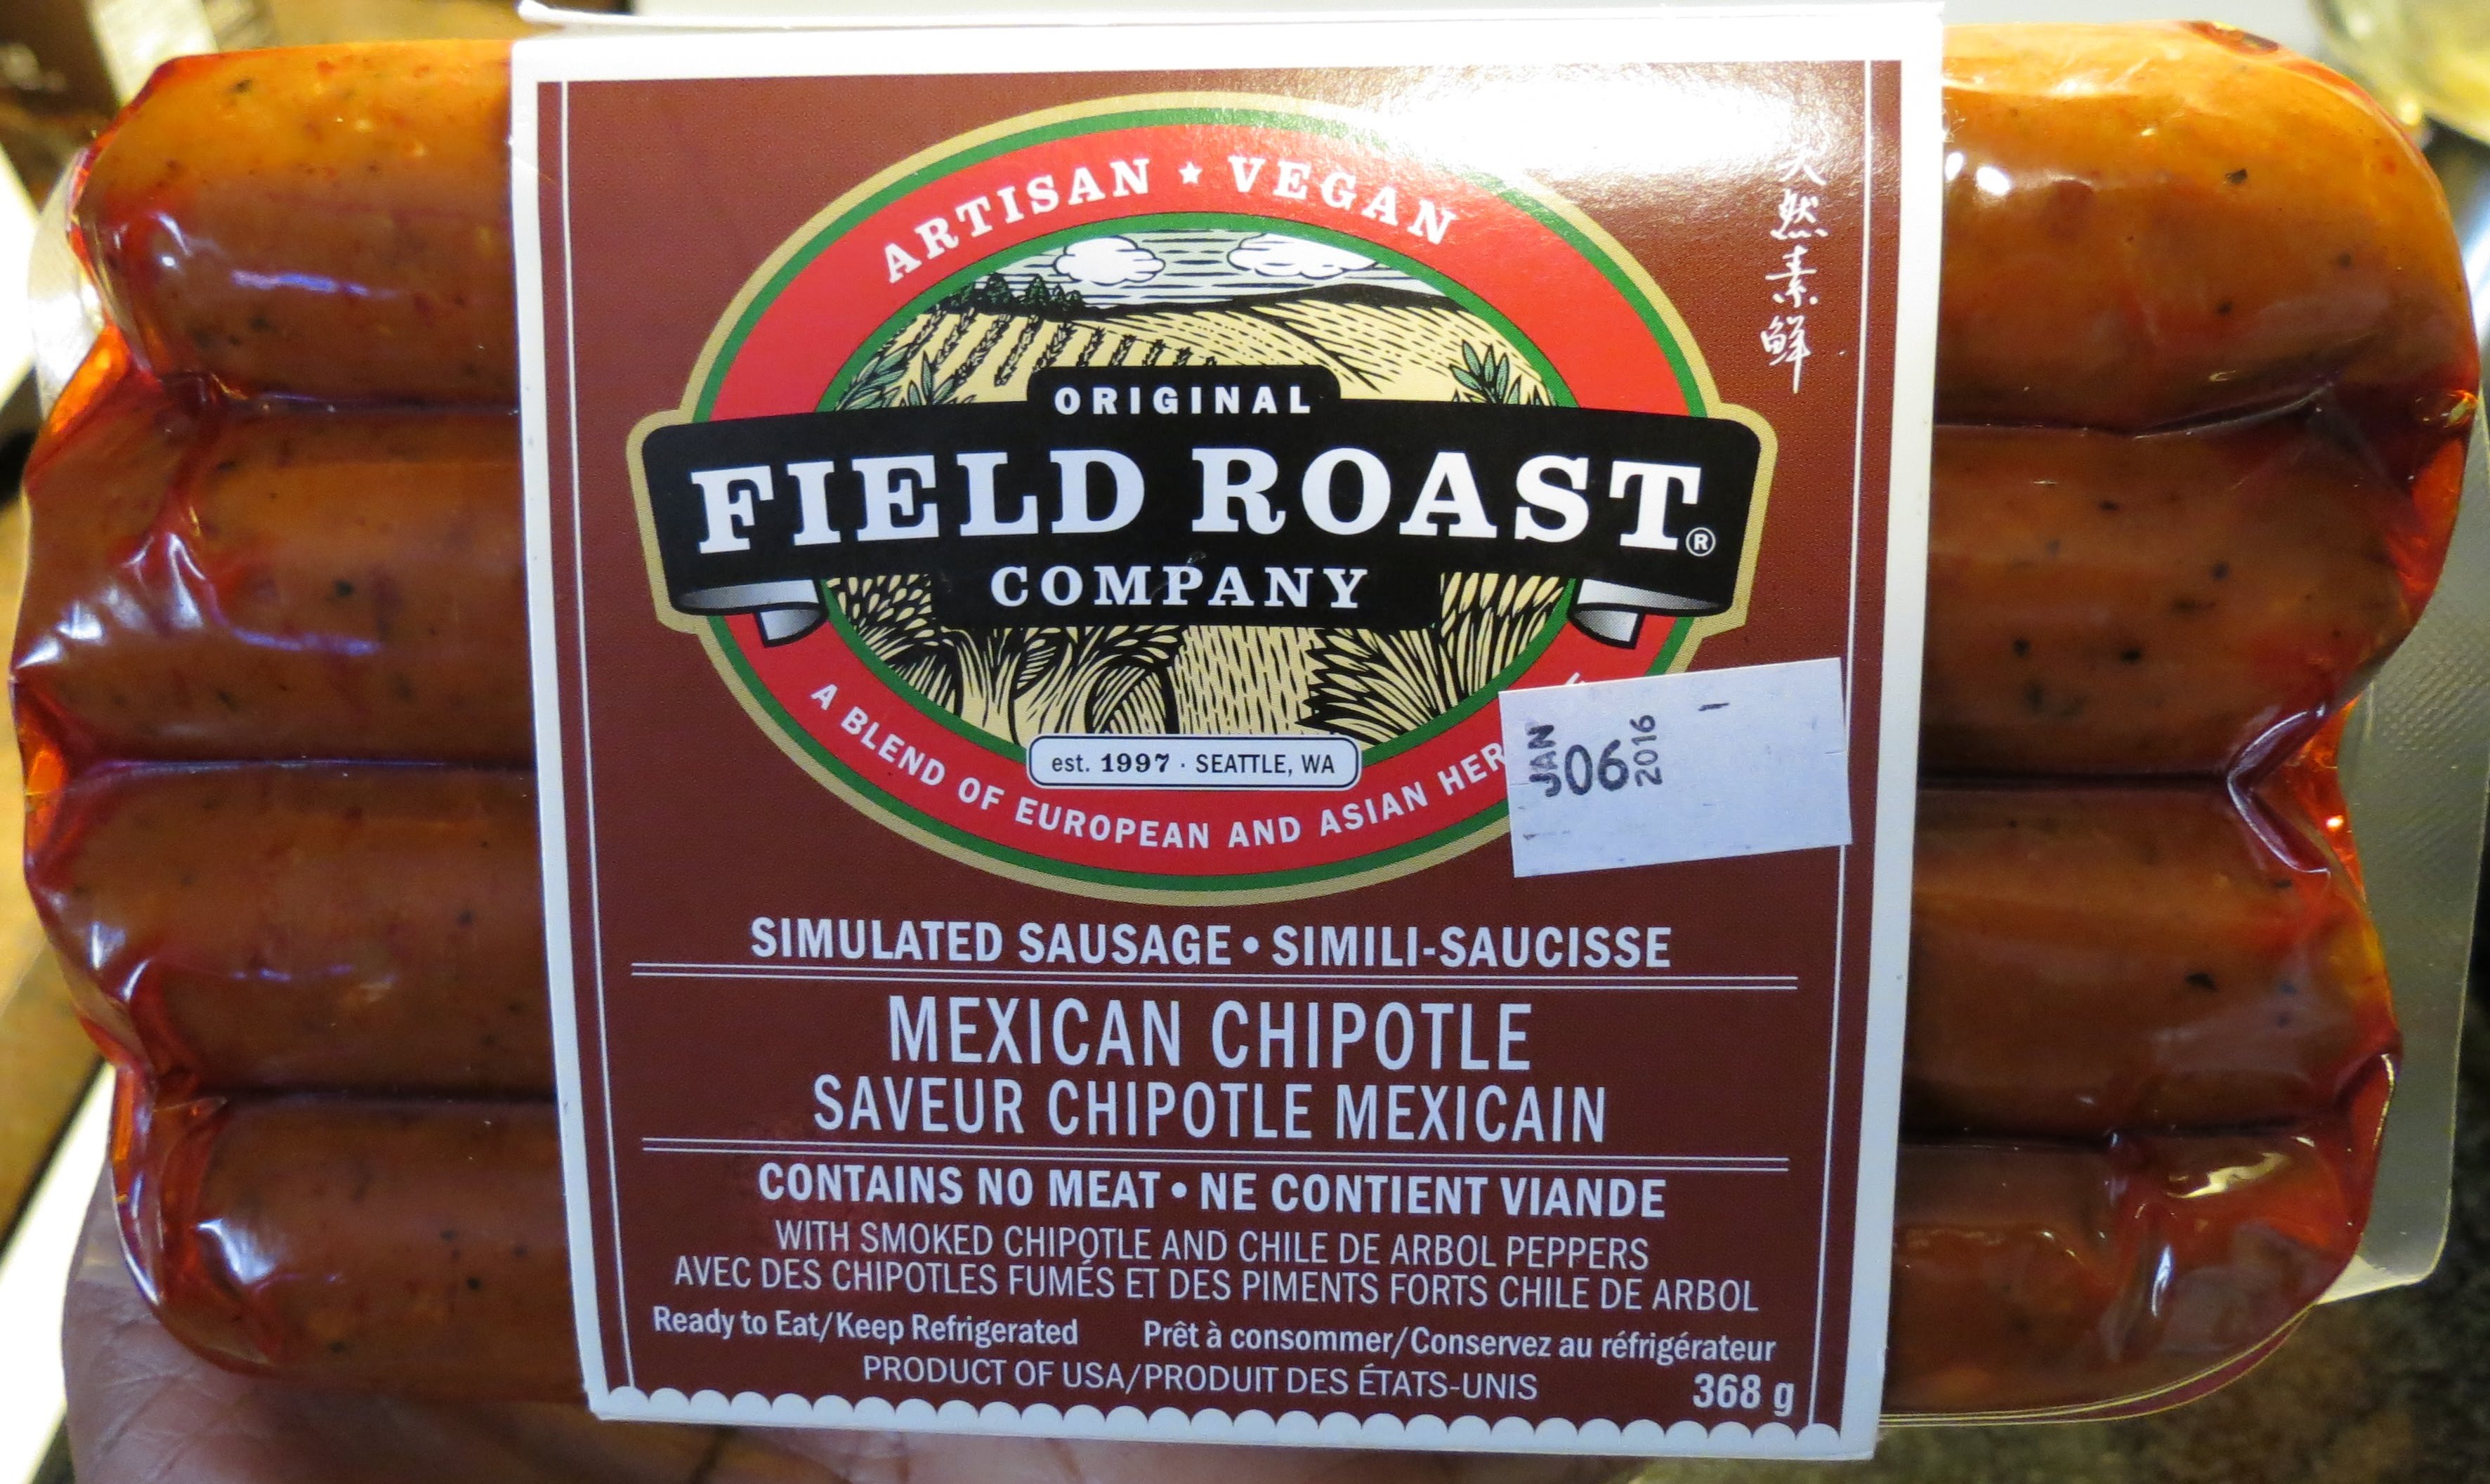 ARTISAN ★ VEGAN
天然素鮮
ORIGINAL
FIELD ROAST®
COMPANY
est. 1997 · SEATTLE, WA
A BLEND OF EUROPEAN AND ASIAN HER
JAN 06 2016
SIMULATED SAUSAGE • SIMILI-SAUCISSE
MEXICAN CHIPOTLE
SAVEUR CHIPOTLE MEXICAIN
CONTAINS NO MEAT • NE CONTIENT VIANDE
WITH SMOKED CHIPOTLE AND CHILE DE ARBOL PEPPERS
AVEC DES CHIPOTLES FUMÉS ET DES PIMENTS FORTS CHILE DE ARBOL
Ready to Eat/Keep Refrigerated Prêt à consommer/Conservez au réfrigérateur
PRODUCT OF USA/PRODUIT DES ÉTATS-UNIS 368 g